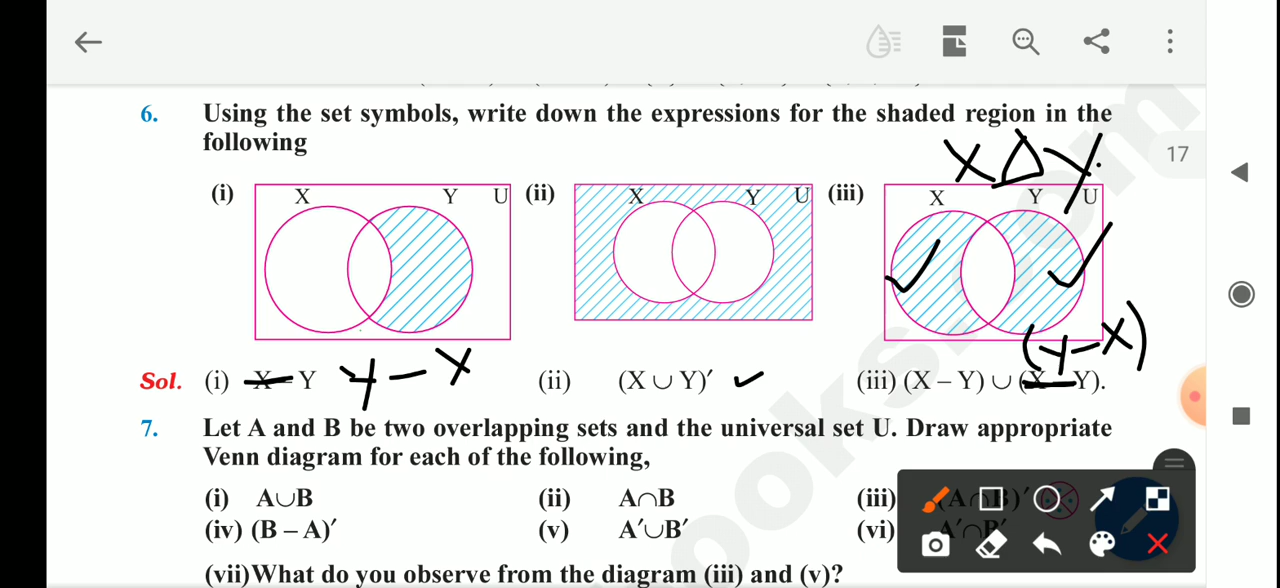 6. Using the set symbols, write down the expressions for the shaded region in the
following
X Δ Y. 17
(i) X Y U (ii) X Y U (iii) X Y U
(Y-X)
Sol. (i) X – Y Y - X (ii) (X ∪ Y)′ (iii) (X – Y) ∪ (X – Y).
7. Let A and B be two overlapping sets and the universal set U. Draw appropriate
Venn diagram for each of the following,
(i) A∪B (ii) A∩B (iii) (A∩B)′
(iv) (B – A)′ (v) A′∪B′ (vi) A′∩B′
(vii) What do you observe from the diagram (iii) and (v)?